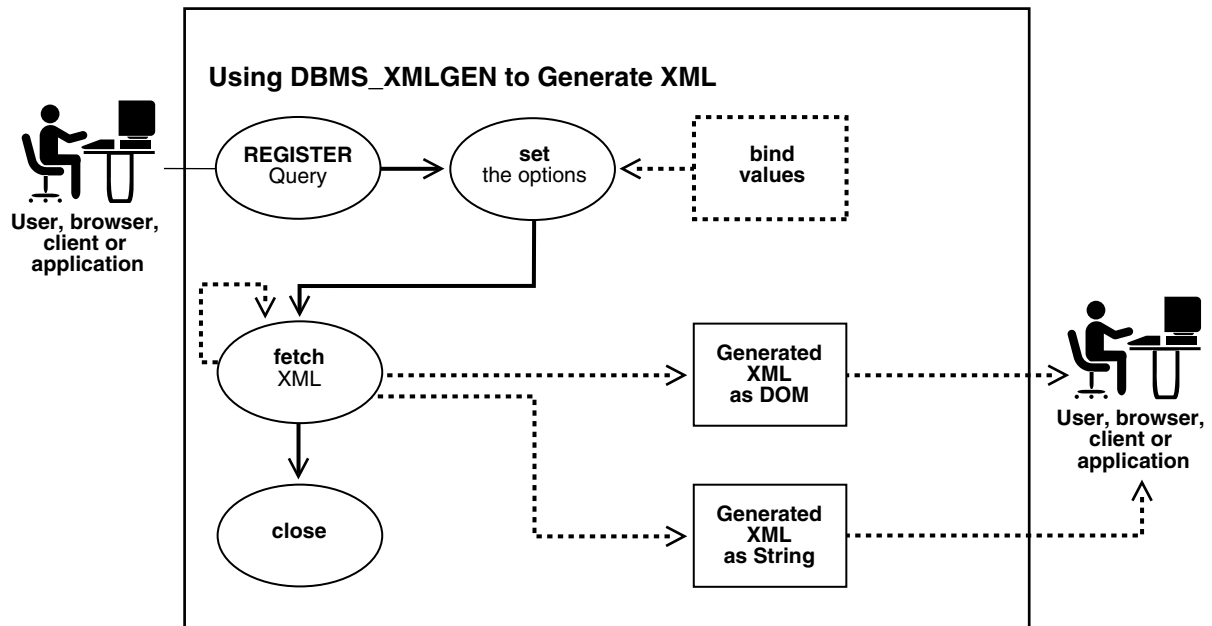 Using DBMS_XMLGEN to Generate XML
REGISTER
Query
set
the options
bind
values
User, browser,
client or
application
fetch
XML
Generated
XML
as DOM
User, browser,
client or
application
close
Generated
XML
as String